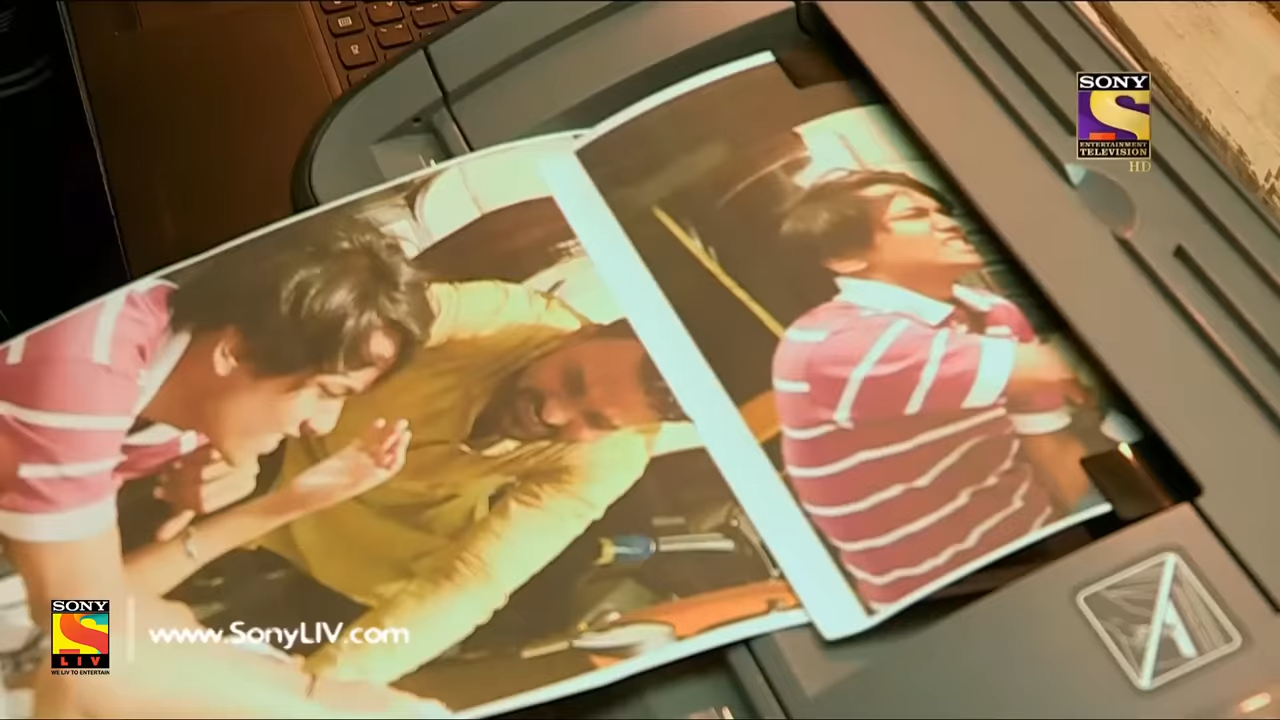 SONY
ENTERTAINMENT
TELEVISION
HD
SONY
LIV
WE LIV TO ENTERTAIN
www.SonyLIV.com